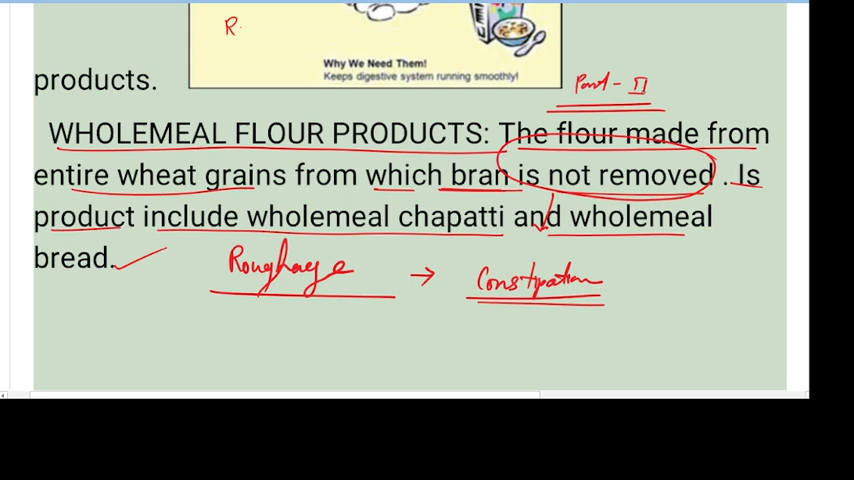 R
Why We Need Them!
Keeps digestive system running smoothly!
products.
Part - II
WHOLEMEAL FLOUR PRODUCTS: The flour made from
entire wheat grains from which bran is not removed . Is
product include wholemeal chapatti and wholemeal
bread.
Roughage → Constipation